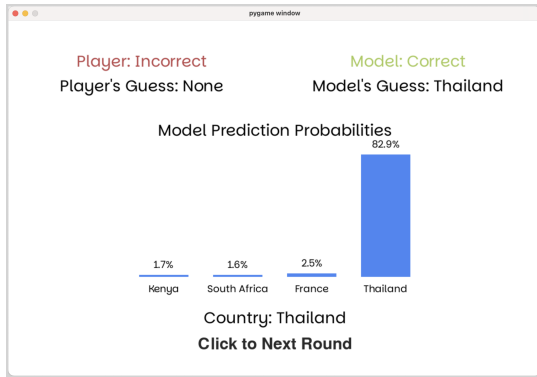 pygame window
Player: Incorrect
Model: Correct
Player's Guess: None
Model's Guess: Thailand
Model Prediction Probabilities
82.9%
1.7%
1.6%
2.5%
Kenya
South Africa
France
Thailand
Country: Thailand
Click to Next Round